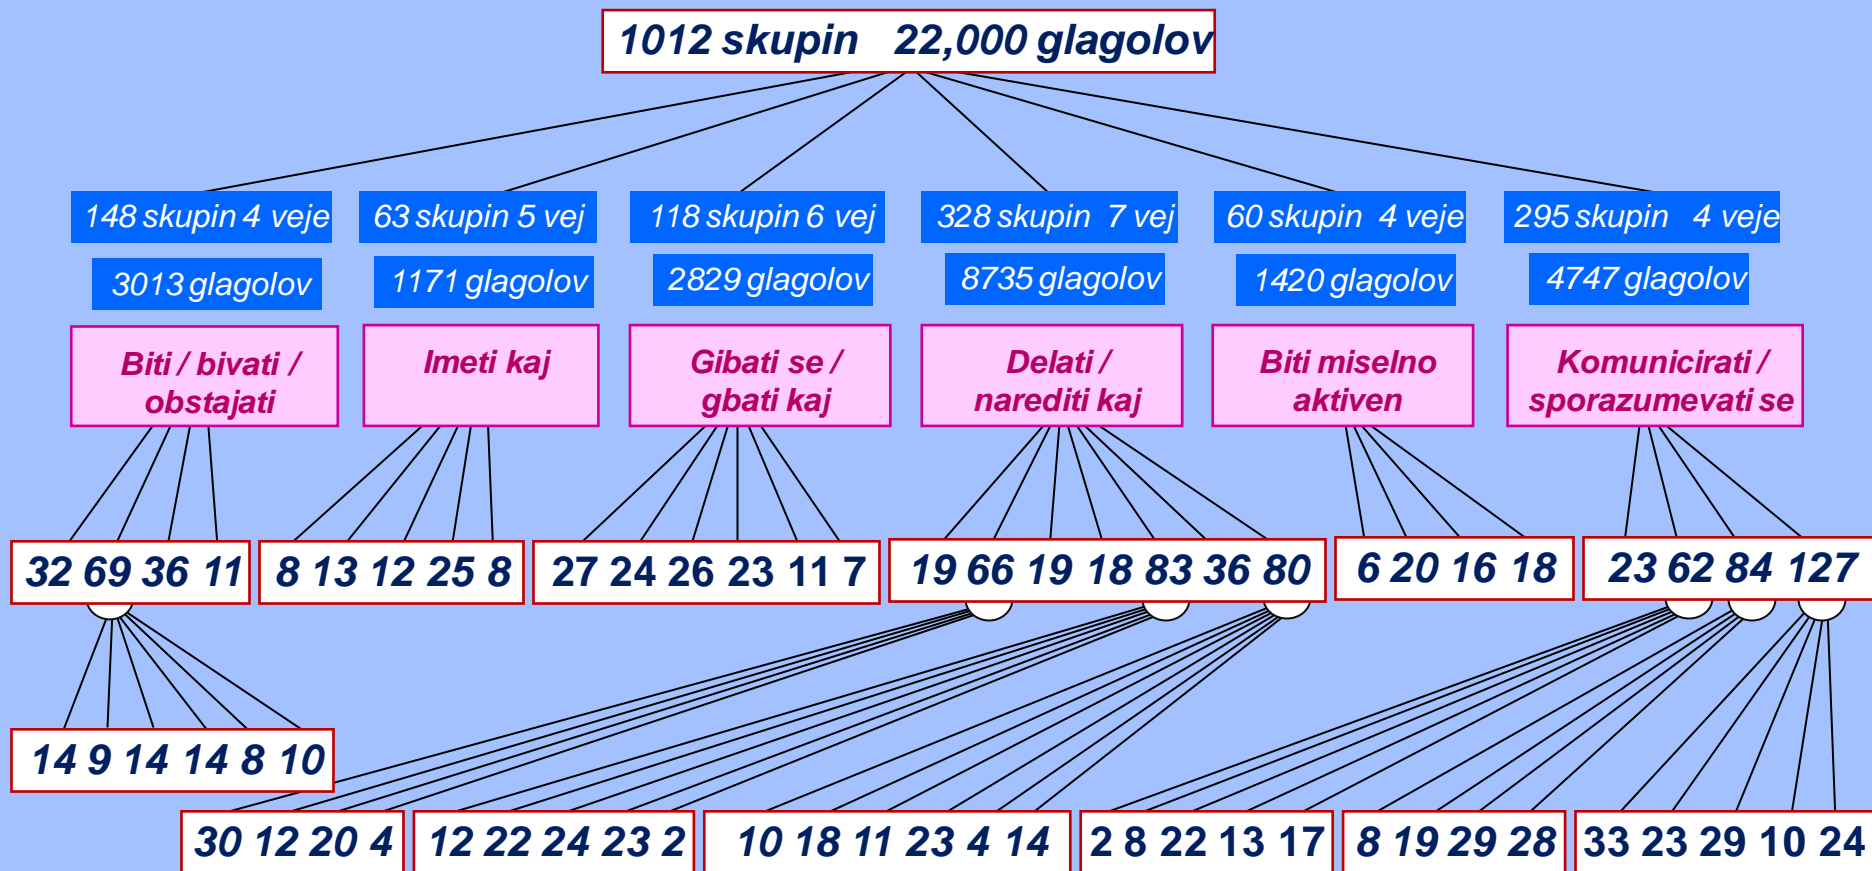 1012 skupin 22,000 glagolov
148 skupin 4 veje
63 skupin 5 vej
118 skupin 6 vej
328 skupin 7 vej
60 skupin 4 veje
295 skupin 4 veje
3013 glagolov
1171 glagolov
2829 glagolov
8735 glagolov
1420 glagolov
4747 glagolov
Biti / bivati /
obstajati
Imeti kaj
Gibati se /
gbati kaj
Delati /
narediti kaj
Biti miselno
aktiven
Komunicirati /
sporazumevati se
32 69 36 11
8 13 12 25 8
27 24 26 23 11 7
19 66 19 18 83 36 80
6 20 16 18
23 62 84 127
14 9 14 14 8 10
30 12 20 4
12 22 24 23 2
10 18 11 23 4 14
2 8 22 13 17
8 19 29 28
33 23 29 10 24